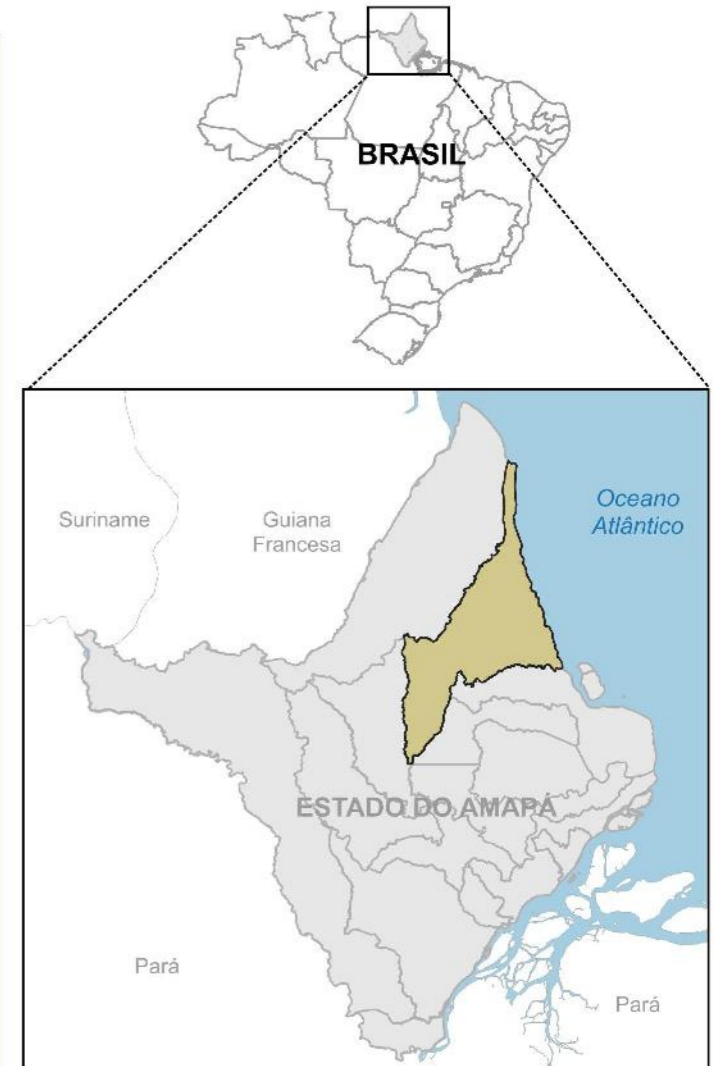 BRASIL
Suriname
Guiana
Francesa
Oceano
Atlântico
ESTADO DO AMAPÁ
Pará
Pará